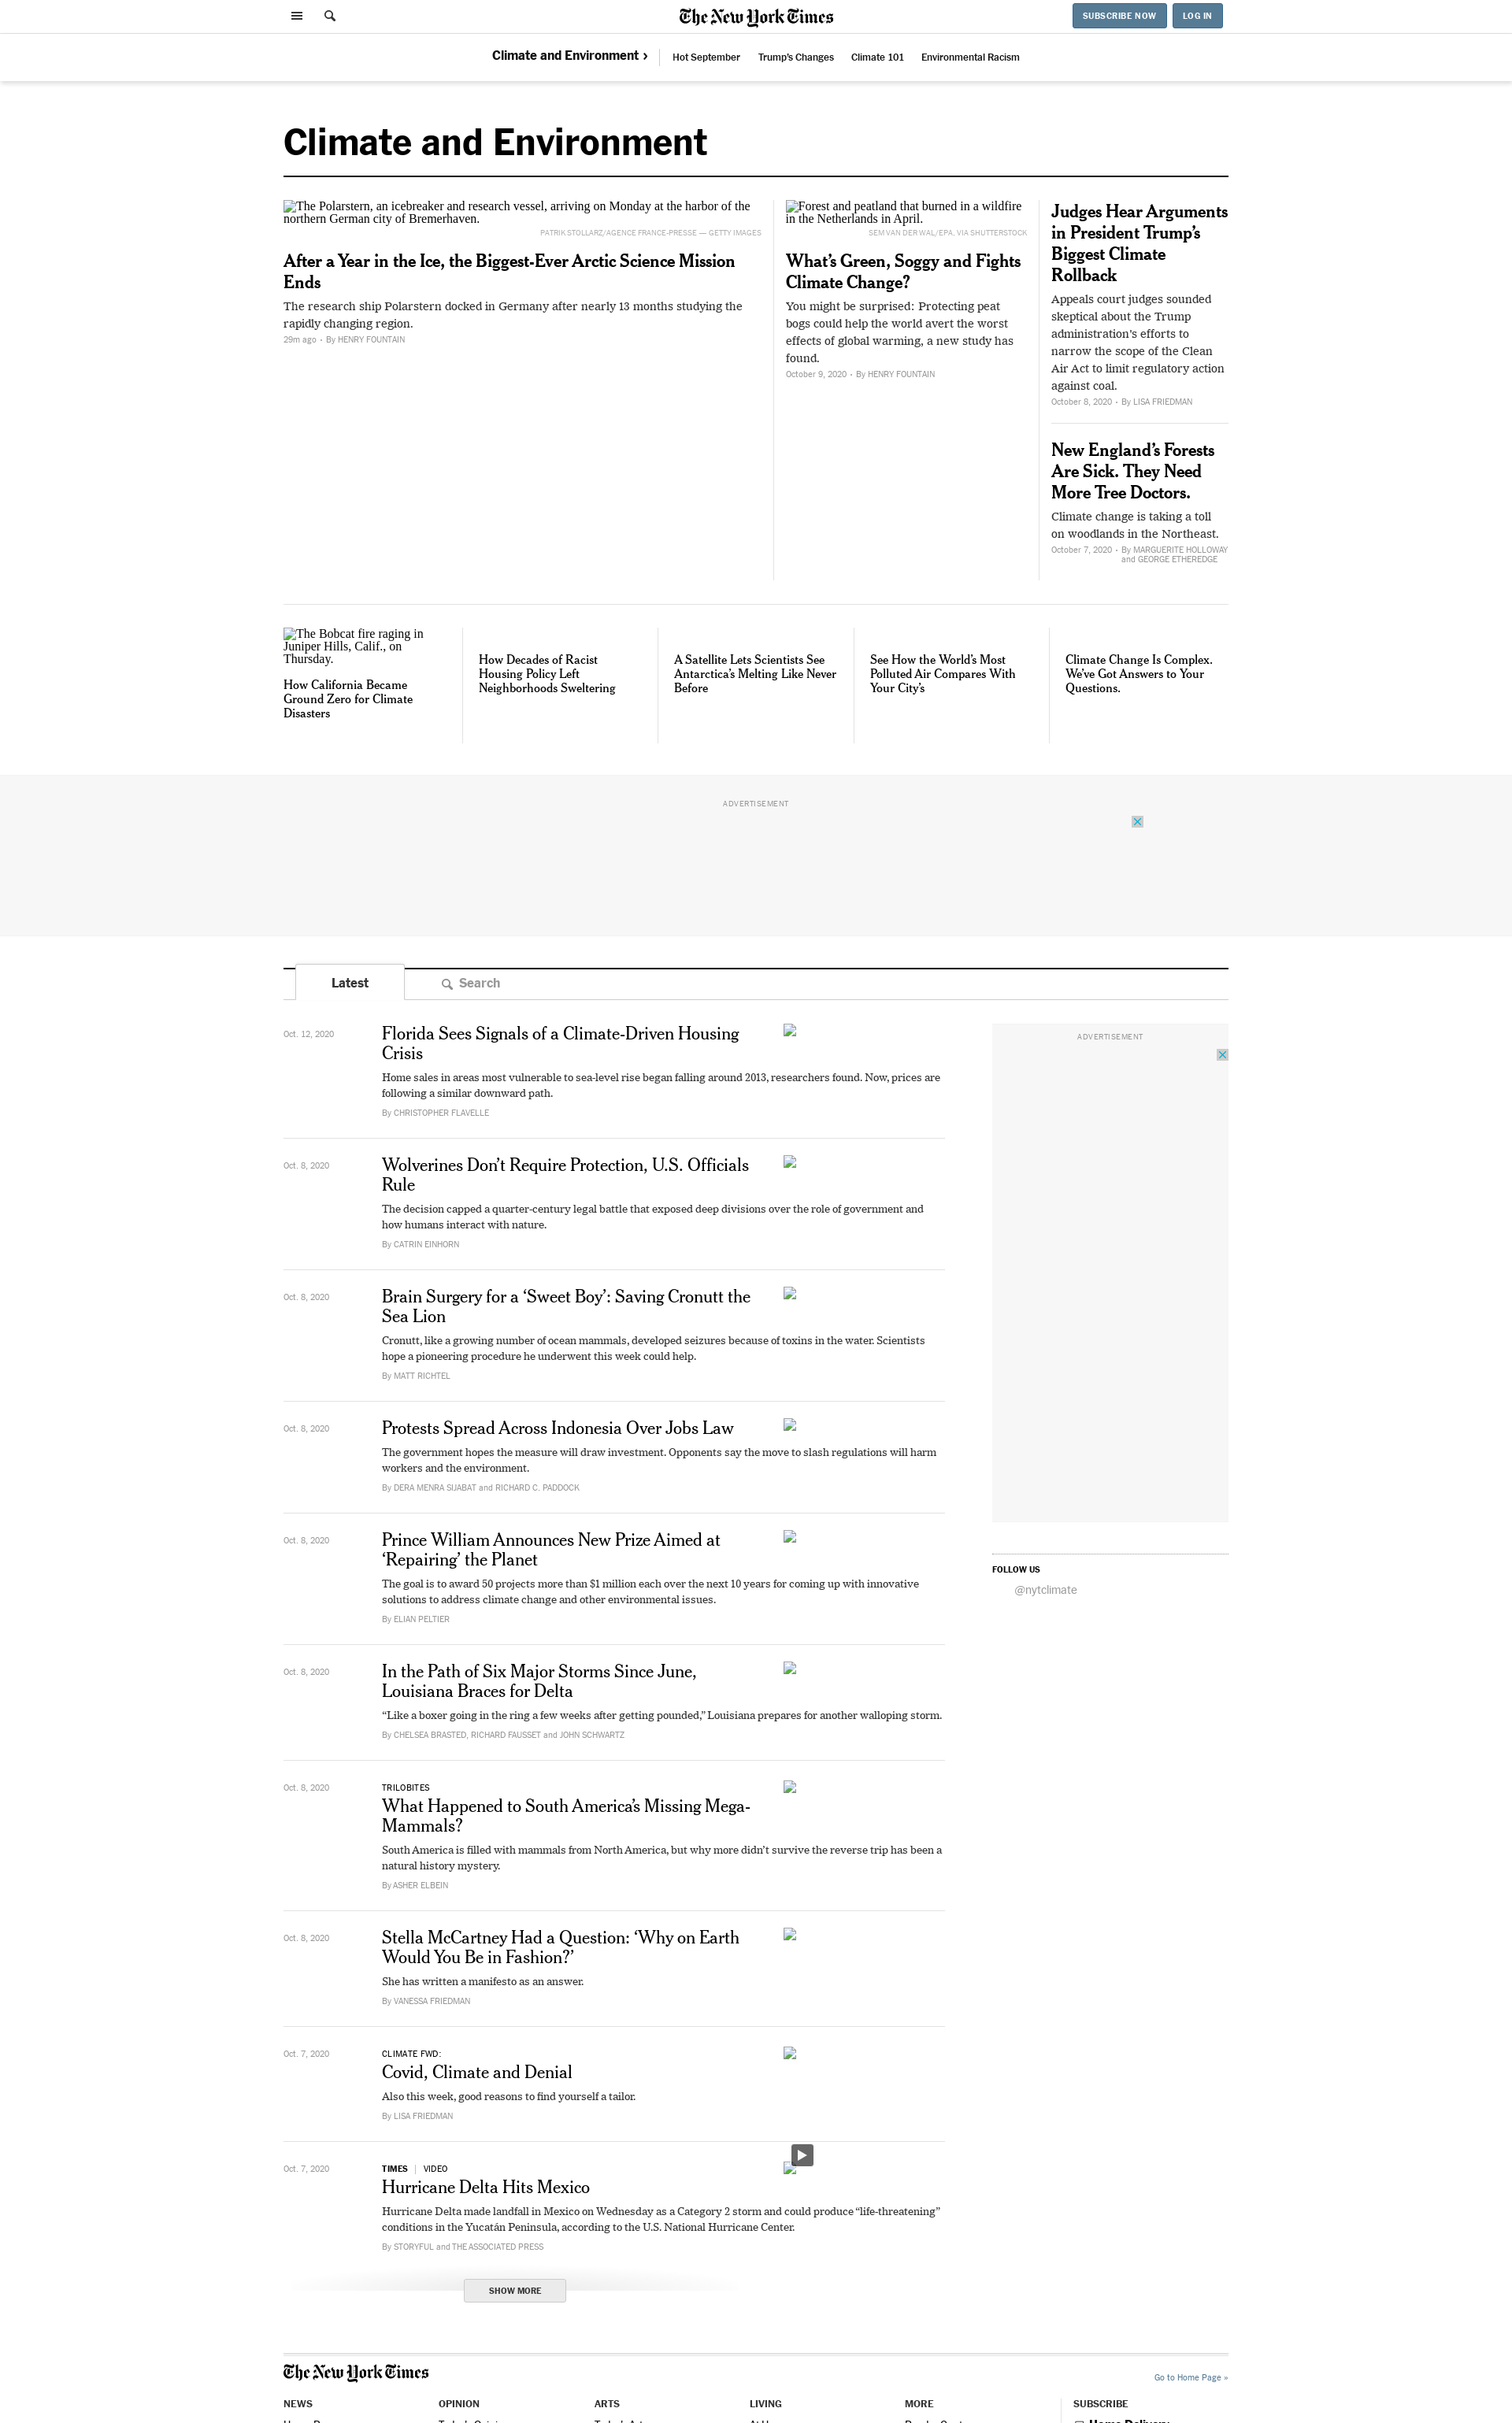 The New York Times
SUBSCRIBE NOW
LOG IN
Climate and Environment ›
Hot September
Trump's Changes
Climate 101
Environmental Racism
Climate and Environment
The Polarstern, an icebreaker and research vessel, arriving on Monday at the harbor of the
northern German city of Bremerhaven.
PATRIK STOLLARZ/AGENCE FRANCE-PRESSE — GETTY IMAGES
After a Year in the Ice, the Biggest-Ever Arctic Science Mission
Ends
The research ship Polarstern docked in Germany after nearly 13 months studying the
rapidly changing region.
29m ago • By HENRY FOUNTAIN
Forest and peatland that burned in a wildfire
in the Netherlands in April.
SEM VAN DER WAL/EPA, VIA SHUTTERSTOCK
What’s Green, Soggy and Fights
Climate Change?
You might be surprised: Protecting peat
bogs could help the world avert the worst
effects of global warming, a new study has
found.
October 9, 2020 • By HENRY FOUNTAIN
Judges Hear Arguments
in President Trump’s
Biggest Climate
Rollback
Appeals court judges sounded
skeptical about the Trump
administration’s efforts to
narrow the scope of the Clean
Air Act to limit regulatory action
against coal.
October 8, 2020 • By LISA FRIEDMAN
New England’s Forests
Are Sick. They Need
More Tree Doctors.
Climate change is taking a toll
on woodlands in the Northeast.
October 7, 2020 • By MARGUERITE HOLLOWAY
and GEORGE ETHEREDGE
The Bobcat fire raging in
Juniper Hills, Calif., on
Thursday.
How California Became
Ground Zero for Climate
Disasters
How Decades of Racist
Housing Policy Left
Neighborhoods Sweltering
A Satellite Lets Scientists See
Antarctica’s Melting Like Never
Before
See How the World’s Most
Polluted Air Compares With
Your City’s
Climate Change Is Complex.
We’ve Got Answers to Your
Questions.
ADVERTISEMENT
Latest
Search
Oct. 12, 2020
Florida Sees Signals of a Climate-Driven Housing
Crisis
Home sales in areas most vulnerable to sea-level rise began falling around 2013, researchers found. Now, prices are
following a similar downward path.
By CHRISTOPHER FLAVELLE
ADVERTISEMENT
Oct. 8, 2020
Wolverines Don’t Require Protection, U.S. Officials
Rule
The decision capped a quarter-century legal battle that exposed deep divisions over the role of government and
how humans interact with nature.
By CATRIN EINHORN
Oct. 8, 2020
Brain Surgery for a ‘Sweet Boy’: Saving Cronutt the
Sea Lion
Cronutt, like a growing number of ocean mammals, developed seizures because of toxins in the water. Scientists
hope a pioneering procedure he underwent this week could help.
By MATT RICHTEL
Oct. 8, 2020
Protests Spread Across Indonesia Over Jobs Law
The government hopes the measure will draw investment. Opponents say the move to slash regulations will harm
workers and the environment.
By DERA MENRA SIJABAT and RICHARD C. PADDOCK
Oct. 8, 2020
Prince William Announces New Prize Aimed at
‘Repairing’ the Planet
The goal is to award 50 projects more than $1 million each over the next 10 years for coming up with innovative
solutions to address climate change and other environmental issues.
By ELIAN PELTIER
FOLLOW US
@nytclimate
Oct. 8, 2020
In the Path of Six Major Storms Since June,
Louisiana Braces for Delta
“Like a boxer going in the ring a few weeks after getting pounded,” Louisiana prepares for another walloping storm.
By CHELSEA BRASTED, RICHARD FAUSSET and JOHN SCHWARTZ
Oct. 8, 2020
TRILOBITES
What Happened to South America’s Missing Mega-
Mammals?
South America is filled with mammals from North America, but why more didn’t survive the reverse trip has been a
natural history mystery.
By ASHER ELBEIN
Oct. 8, 2020
Stella McCartney Had a Question: ‘Why on Earth
Would You Be in Fashion?’
She has written a manifesto as an answer.
By VANESSA FRIEDMAN
Oct. 7, 2020
CLIMATE FWD:
Covid, Climate and Denial
Also this week, good reasons to find yourself a tailor.
By LISA FRIEDMAN
Oct. 7, 2020
TIMES | VIDEO
Hurricane Delta Hits Mexico
Hurricane Delta made landfall in Mexico on Wednesday as a Category 2 storm and could produce “life-threatening”
conditions in the Yucatán Peninsula, according to the U.S. National Hurricane Center.
By STORYFUL and THE ASSOCIATED PRESS
SHOW MORE
The New York Times
Go to Home Page »
NEWS
OPINION
ARTS
LIVING
MORE
SUBSCRIBE